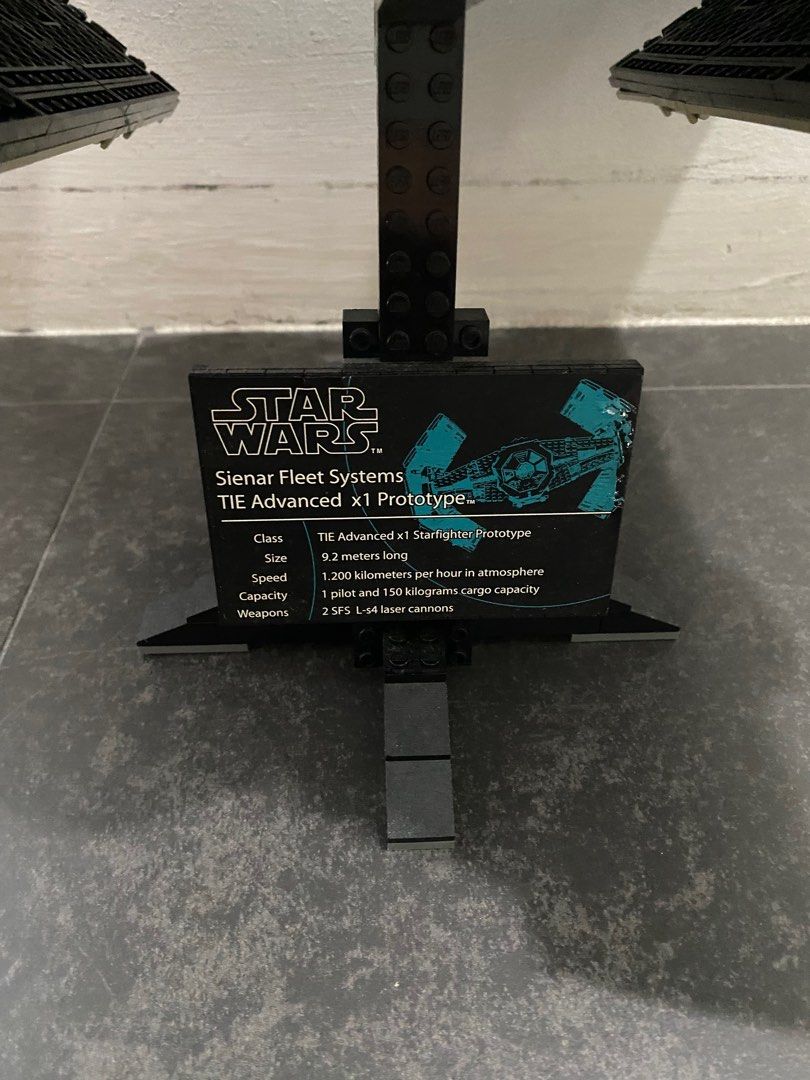 STAR
WARS™
Sienar Fleet Systems
TIE Advanced x1 Prototype™
Class TIE Advanced x1 Starfighter Prototype
Size 9.2 meters long
Speed 1.200 kilometers per hour in atmosphere
Capacity 1 pilot and 150 kilograms cargo capacity
Weapons 2 SFS L-s4 laser cannons